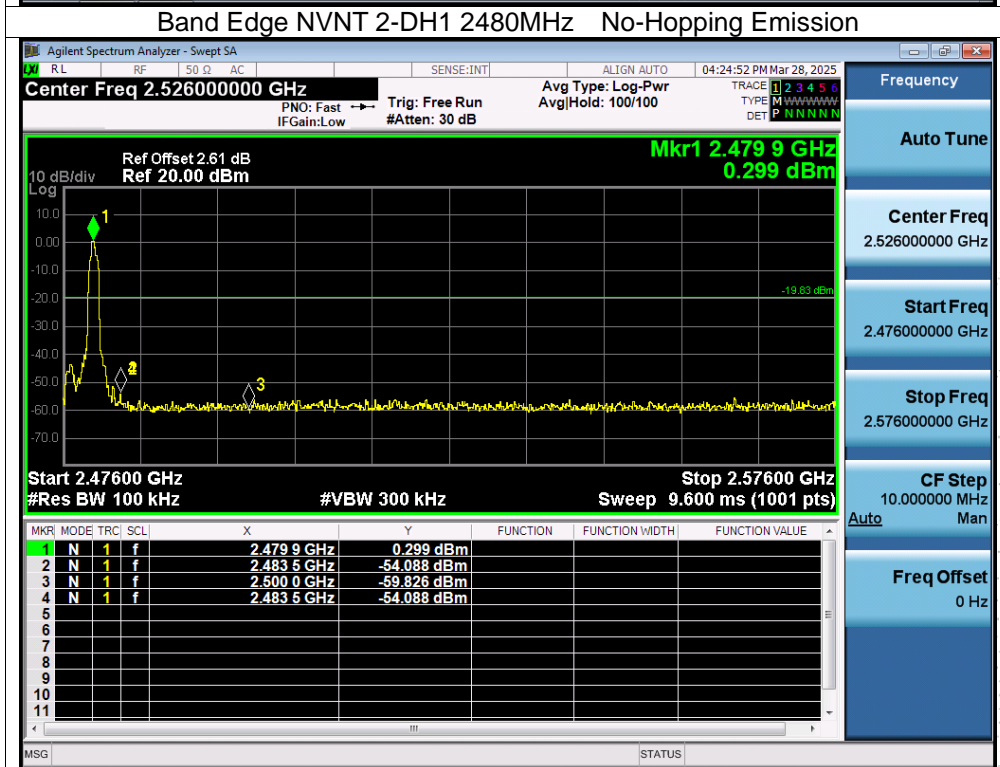 Band Edge NVNT 2-DH1 2480MHz No-Hopping Emission
Agilent Spectrum Analyzer - Swept SA
LXI RL RF 50 Ω AC SENSE:INT ALIGN AUTO 04:24:52 PM Mar 28, 2025
Center Freq 2.526000000 GHz
PNO: Fast
IFGain:Low
Trig: Free Run
#Atten: 30 dB
Avg Type: Log-Pwr
Avg|Hold: 100/100
TRACE 1 2 3 4 5 6
TYPE M WWWWW
DET P N N N N N
Ref Offset 2.61 dB
10 dB/div Ref 20.00 dBm
Log
Mkr1 2.479 9 GHz
0.299 dBm
10.0
0.00
-10.0
-20.0
-30.0
-40.0
-50.0
-60.0
-70.0
1
-19.83 dBm
3
Start 2.47600 GHz Stop 2.57600 GHz
#Res BW 100 kHz #VBW 300 kHz Sweep 9.600 ms (1001 pts)
MKR MODE TRC SCL X Y FUNCTION FUNCTION WIDTH FUNCTION VALUE
1 N 1 f 2.479 9 GHz 0.299 dBm
2 N 1 f 2.483 5 GHz -54.088 dBm
3 N 1 f 2.500 0 GHz -59.826 dBm
4 N 1 f 2.483 5 GHz -54.088 dBm
5
6
7
8
9
10
11
MSG STATUS
Frequency
Auto Tune
Center Freq
2.526000000 GHz
Start Freq
2.476000000 GHz
Stop Freq
2.576000000 GHz
CF Step
10.000000 MHz
Auto Man
Freq Offset
0 Hz